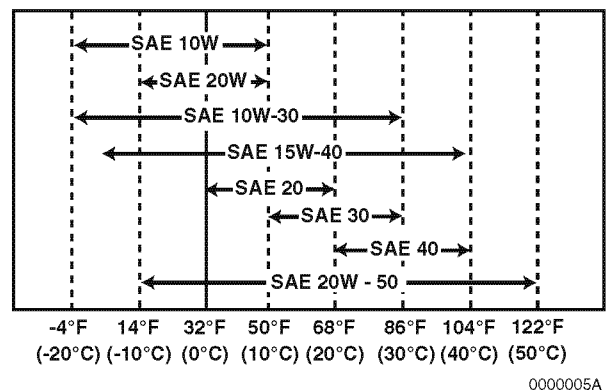 SAE 10W
SAE 20W
SAE 10W-30
SAE 15W-40
SAE 20
SAE 30
SAE 40
SAE 20W - 50
-4°F 14°F 32°F 50°F 68°F 86°F 104°F 122°F
(-20°C) (-10°C) (0°C) (10°C) (20°C) (30°C) (40°C) (50°C)
0000005A